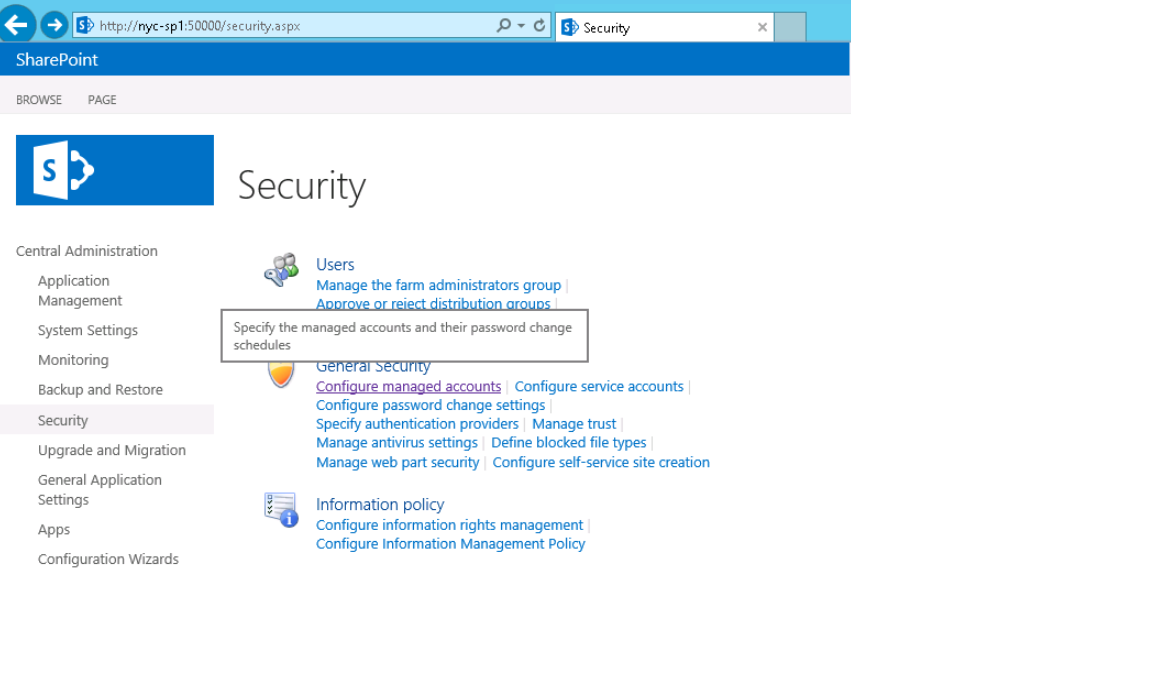 http://nyc-sp1:50000/security.aspx
Security
SharePoint
BROWSE PAGE
S
Security
Central Administration
Application
Management
System Settings
Monitoring
Backup and Restore
Security
Upgrade and Migration
General Application
Settings
Apps
Configuration Wizards
Users
Manage the farm administrators group |
Approve or reject distribution groups |
Specify the managed accounts and their password change
schedules
General Security
Configure managed accounts | Configure service accounts |
Configure password change settings |
Specify authentication providers | Manage trust |
Manage antivirus settings | Define blocked file types |
Manage web part security | Configure self-service site creation
Information policy
Configure information rights management |
Configure Information Management Policy